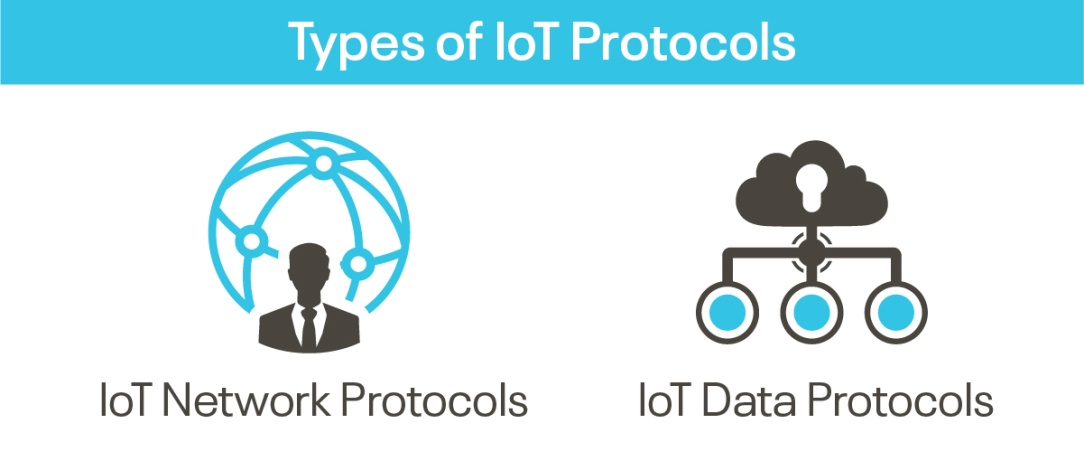 Types of IoT Protocols
IoT Network Protocols
IoT Data Protocols